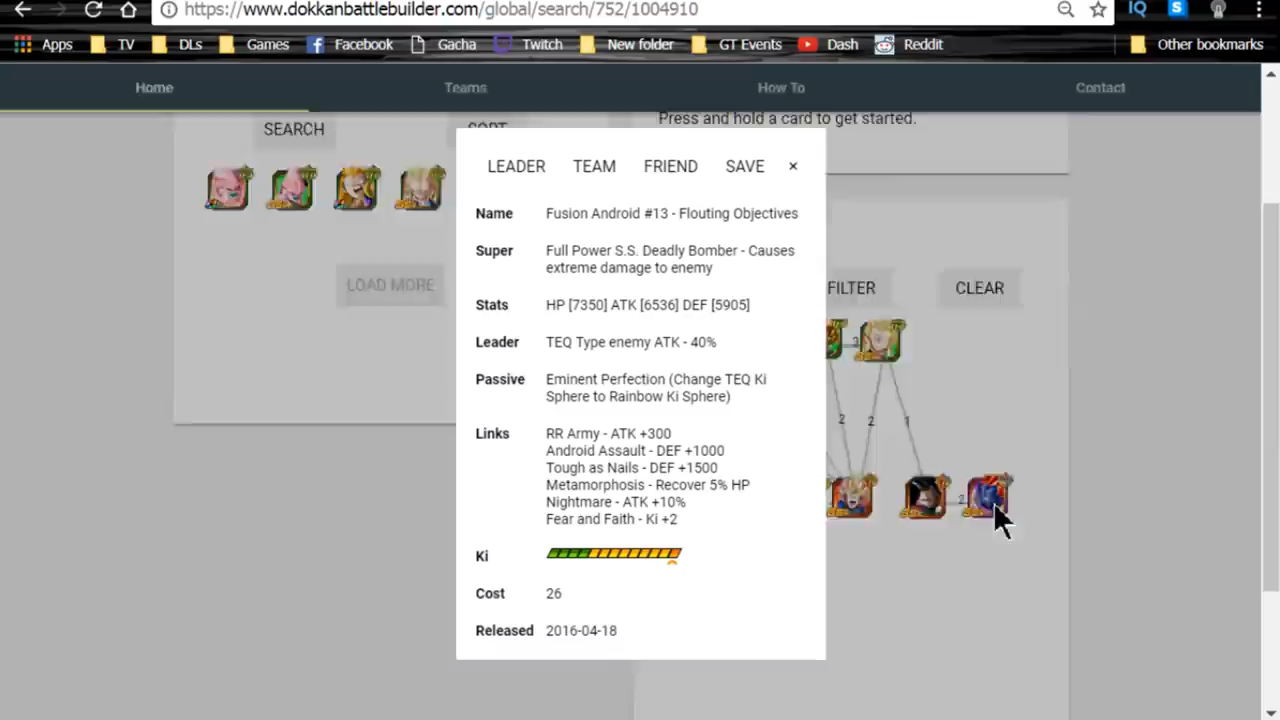 https://www.dokkanbattlebuilder.com/global/search/752/1004910
IQ S
Apps TV DLs Games Facebook Gacha Twitch New folder GT Events Dash Reddit Other bookmarks
Home Teams How To Contact
SEARCH
Press and hold a card to get started.
LEADER TEAM FRIEND SAVE ×
Name Fusion Android #13 - Flouting Objectives
Super Full Power S.S. Deadly Bomber - Causes
extreme damage to enemy
LOAD MORE
FILTER CLEAR
Stats HP [7350] ATK [6536] DEF [5905]
Leader TEQ Type enemy ATK - 40%
3
Passive Eminent Perfection (Change TEQ Ki
Sphere to Rainbow Ki Sphere)
2 2 1
Links RR Army - ATK +300
Android Assault - DEF +1000
Tough as Nails - DEF +1500
Metamorphosis - Recover 5% HP
Nightmare - ATK +10%
2
Fear and Faith - Ki +2
Ki
Cost 26
Released 2016-04-18